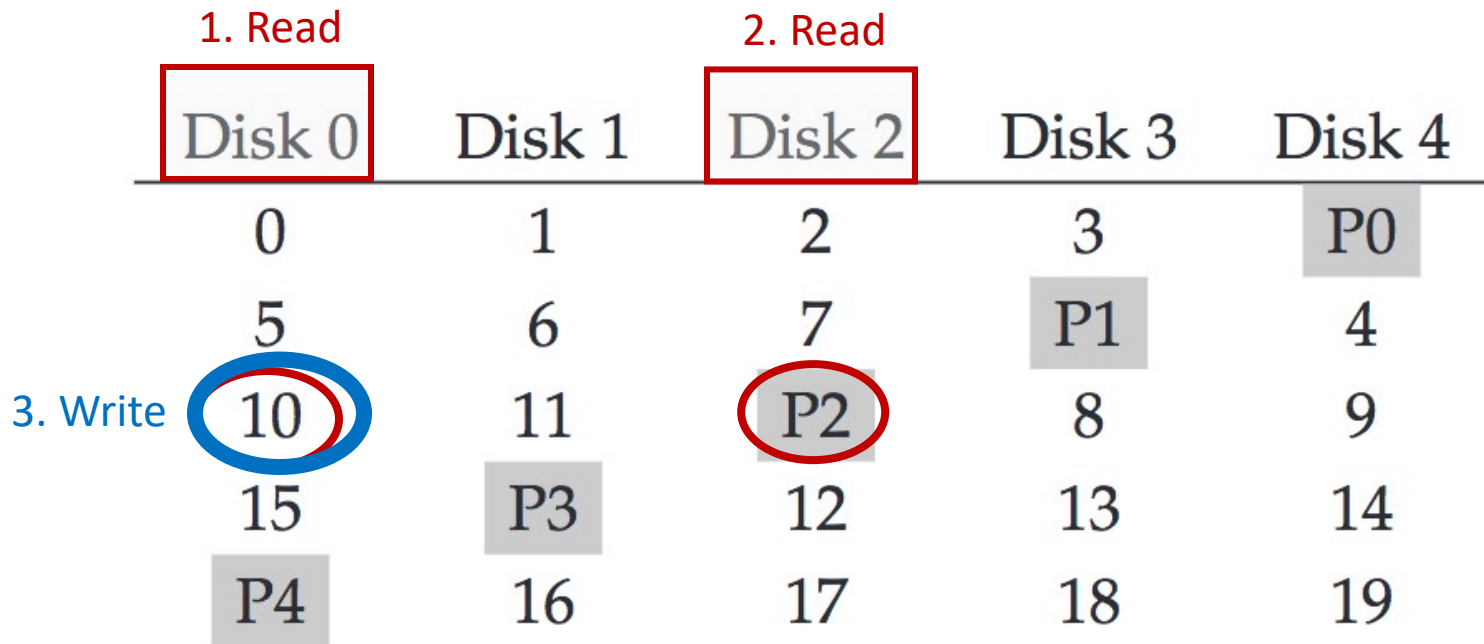 1. Read 2. Read
Disk 0 Disk 1 Disk 2 Disk 3 Disk 4
0 1 2 3 P0
5 6 7 P1 4
3. Write 10 11 P2 8 9
15 P3 12 13 14
P4 16 17 18 19